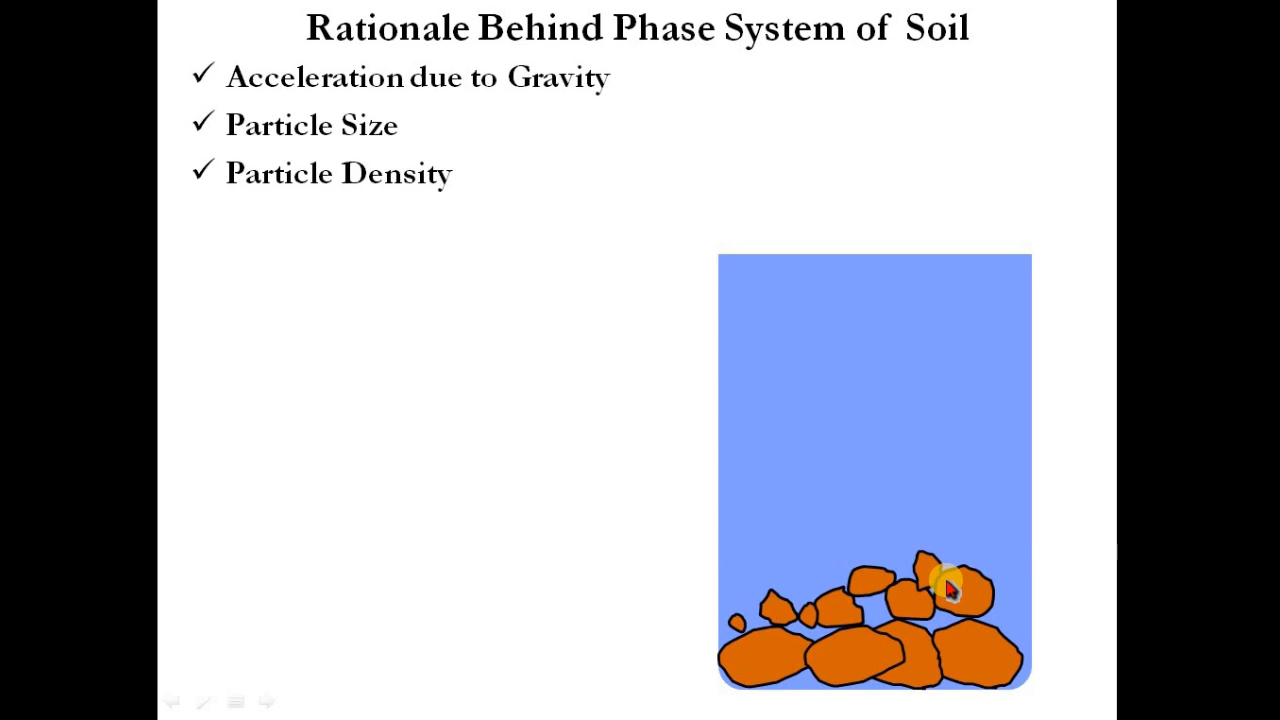 Rationale Behind Phase System of Soil
✓ Acceleration due to Gravity
✓ Particle Size
✓ Particle Density